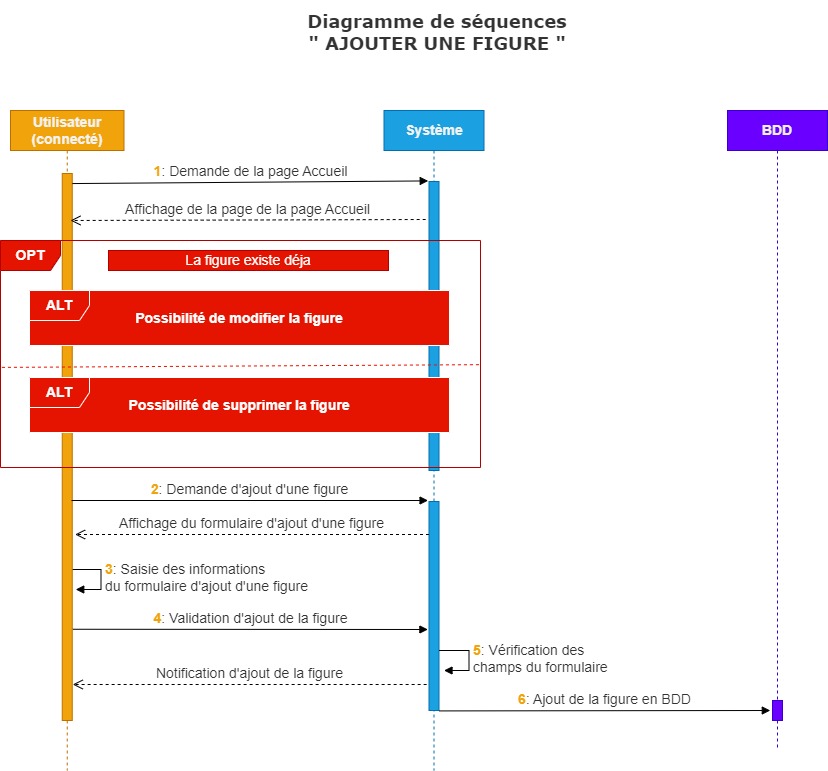 Diagramme de séquences
" AJOUTER UNE FIGURE "
Utilisateur
(connecté)
Système
BDD
1: Demande de la page Accueil
Affichage de la page de la page Accueil
OPT
La figure existe déja
ALT
Possibilité de modifier la figure
ALT
Possibilité de supprimer la figure
2: Demande d'ajout d'une figure
Affichage du formulaire d'ajout d'une figure
3: Saisie des informations
du formulaire d'ajout d'une figure
4: Validation d'ajout de la figure
5: Vérification des
champs du formulaire
Notification d'ajout de la figure
6: Ajout de la figure en BDD